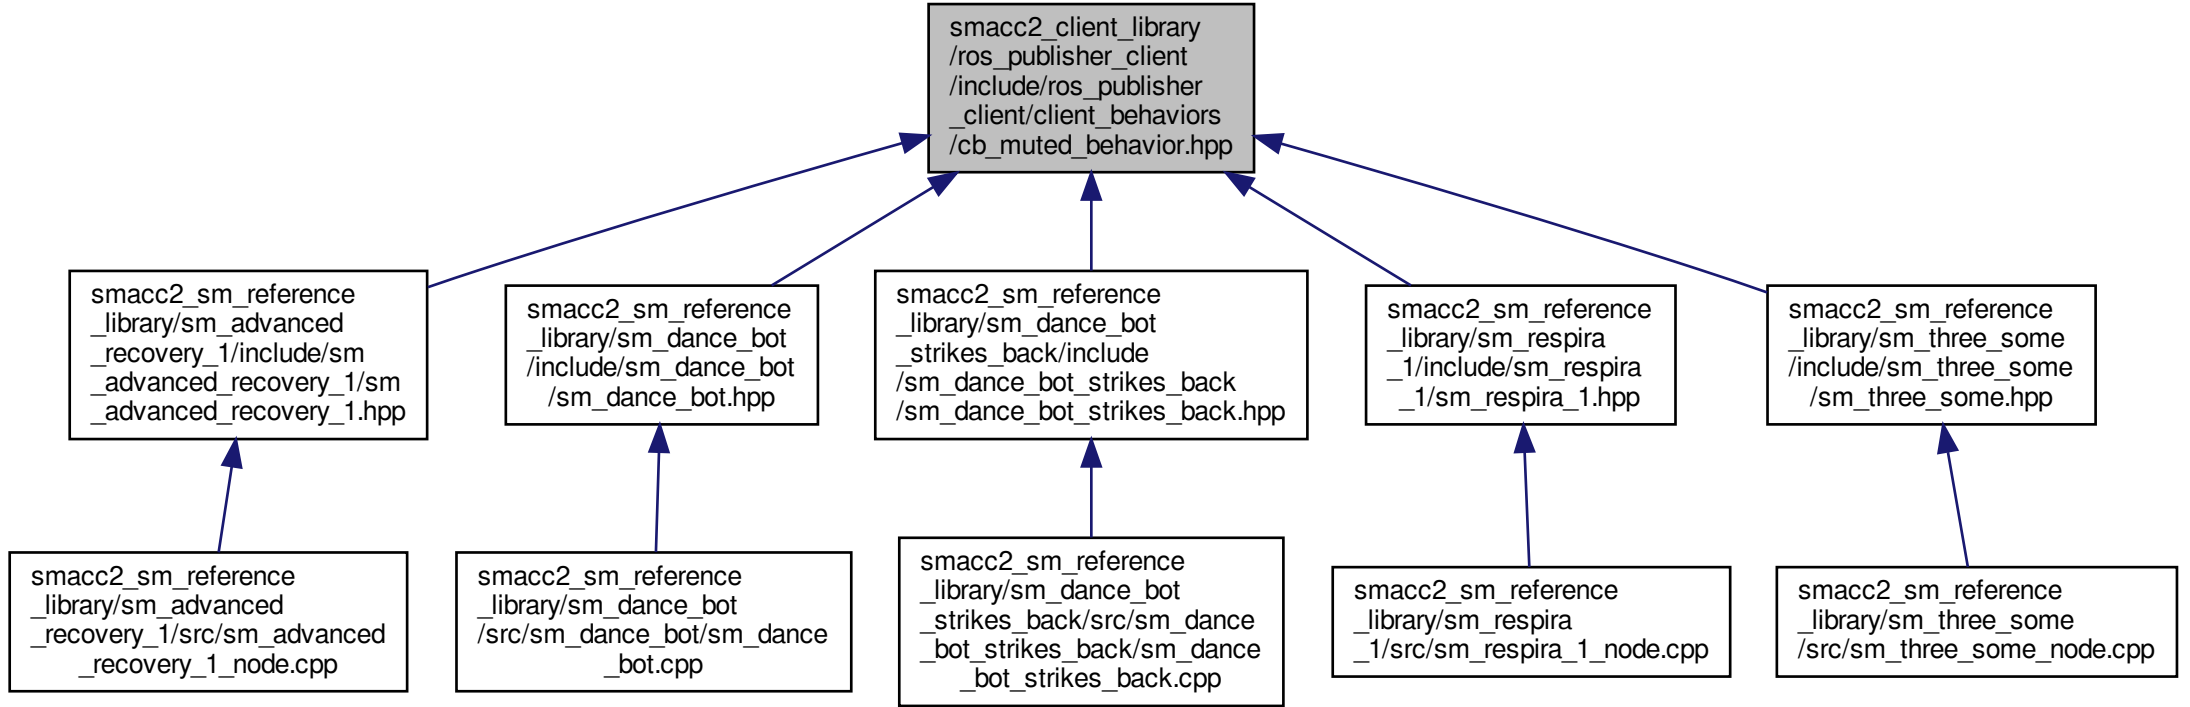 smacc2_client_library
/ros_publisher_client
/include/ros_publisher
_client/client_behaviors
/cb_muted_behavior.hpp
smacc2_sm_reference
_library/sm_advanced
_recovery_1/include/sm
_advanced_recovery_1/sm
_advanced_recovery_1.hpp
smacc2_sm_reference
_library/sm_dance_bot
/include/sm_dance_bot
/sm_dance_bot.hpp
smacc2_sm_reference
_library/sm_dance_bot
_strikes_back/include
/sm_dance_bot_strikes_back
/sm_dance_bot_strikes_back.hpp
smacc2_sm_reference
_library/sm_respira
_1/include/sm_respira
_1/sm_respira_1.hpp
smacc2_sm_reference
_library/sm_three_some
/include/sm_three_some
/sm_three_some.hpp
smacc2_sm_reference
_library/sm_advanced
_recovery_1/src/sm_advanced
_recovery_1_node.cpp
smacc2_sm_reference
_library/sm_dance_bot
/src/sm_dance_bot/sm_dance
_bot.cpp
smacc2_sm_reference
_library/sm_dance_bot
_strikes_back/src/sm_dance
_bot_strikes_back/sm_dance
_bot_strikes_back.cpp
smacc2_sm_reference
_library/sm_respira
_1/src/sm_respira_1_node.cpp
smacc2_sm_reference
_library/sm_three_some
/src/sm_three_some_node.cpp